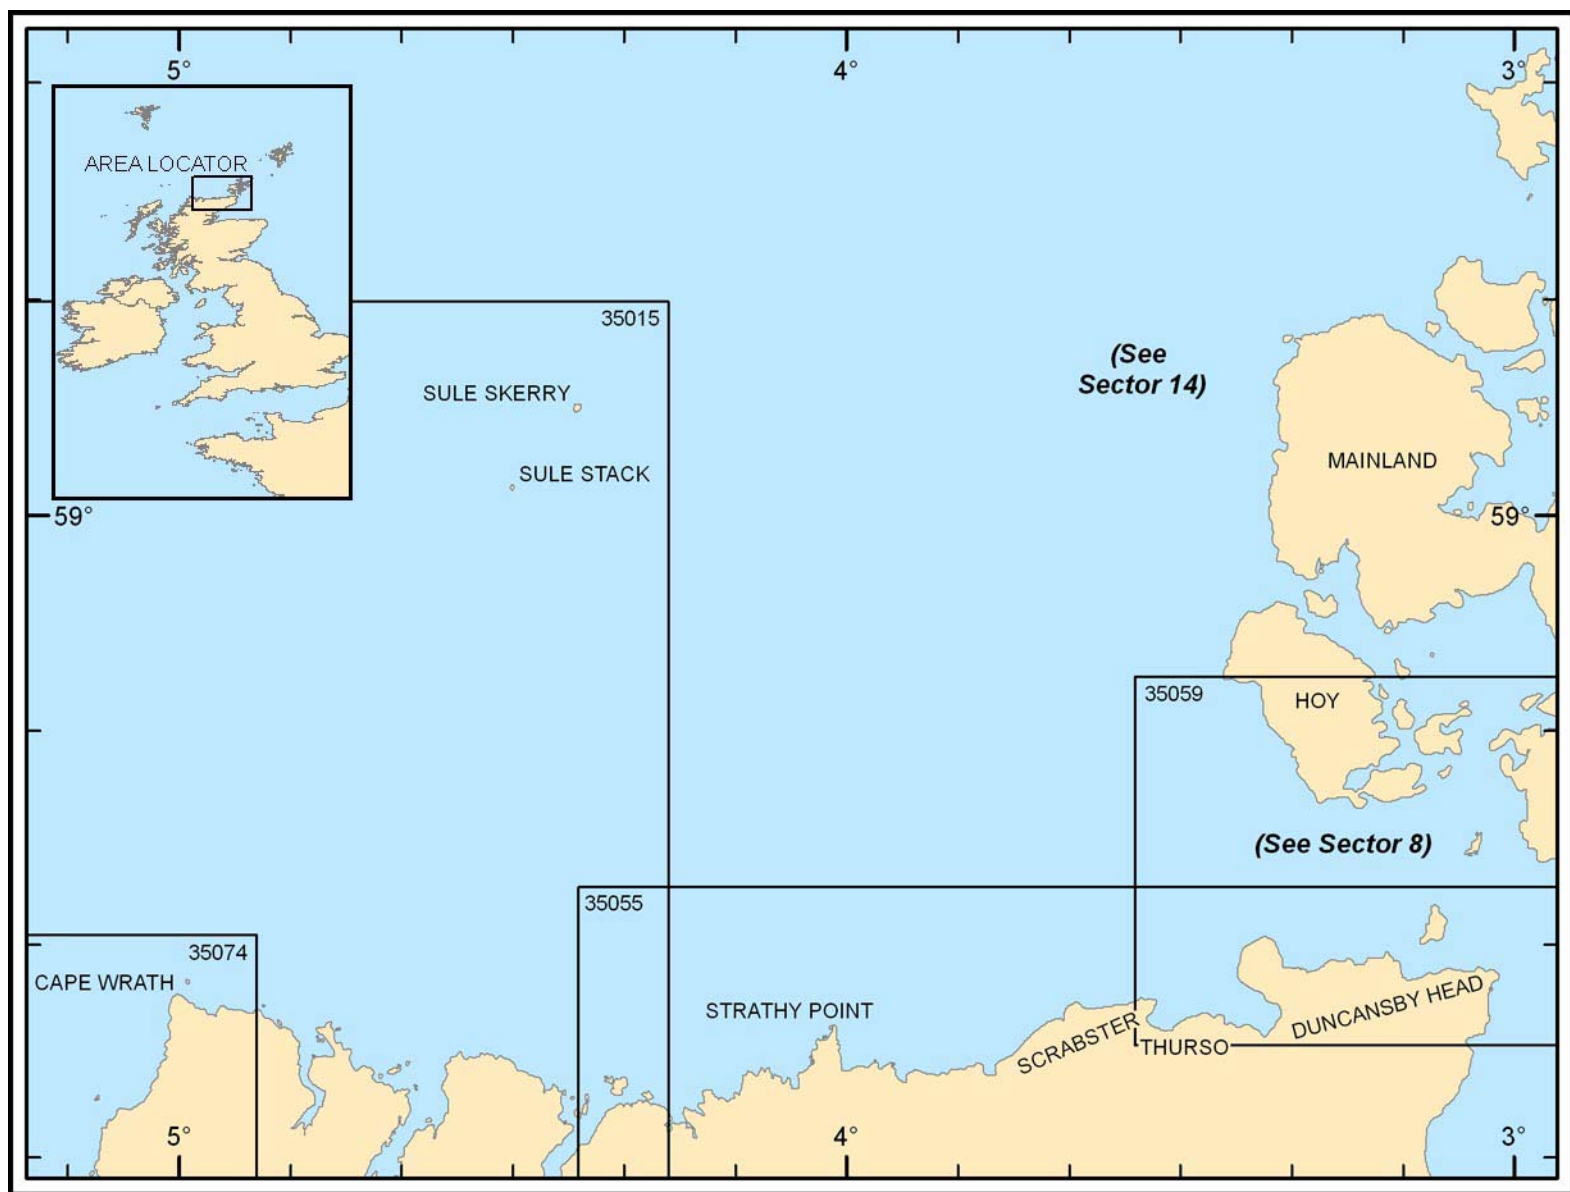 5°
4°
3°
AREA LOCATOR
35015
(See
Sector 14)
SULE SKERRY
MAINLAND
SULE STACK
59°
59°
35059
HOY
(See Sector 8)
35055
35074
CAPE WRATH
STRATHY POINT
DUNCANSBY HEAD
SCRABSTER
THURSO
5°
4°
3°